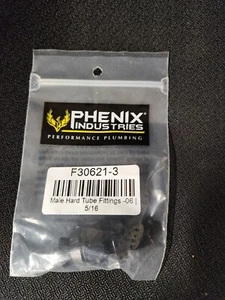 PHENIX
INDUSTRIES
PERFORMANCE PLUMBING
F30621-3
Male Hard Tube Fittings -06 |
5/16